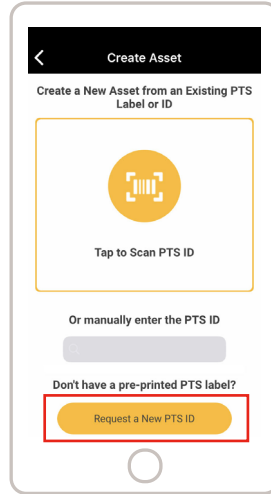 Create Asset
Create a New Asset from an Existing PTS
Label or ID
Tap to Scan PTS ID
Or manually enter the PTS ID
Don't have a pre-printed PTS label?
Request a New PTS ID